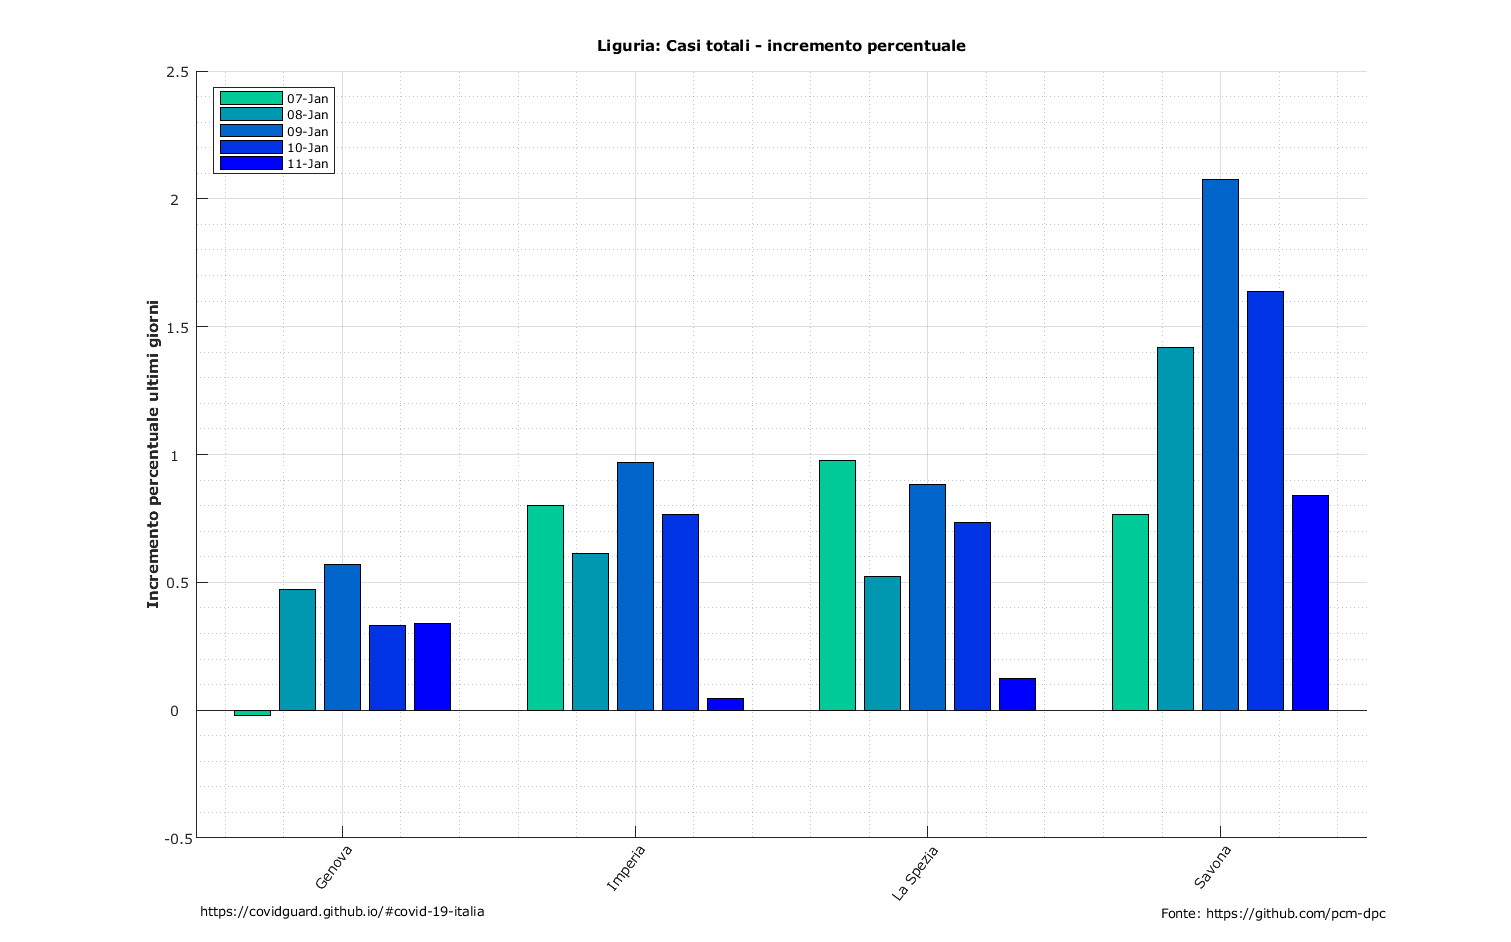 Liguria: Casi totali - incremento percentuale
2.5
2
1.5
1
0.5
0
-0.5
Incremento percentuale ultimi giorni
07-Jan
08-Jan
09-Jan
10-Jan
11-Jan
Genova
Imperia
La Spezia
Savona
https://covidguard.github.io/#covid-19-italia
Fonte: https://github.com/pcm-dpc